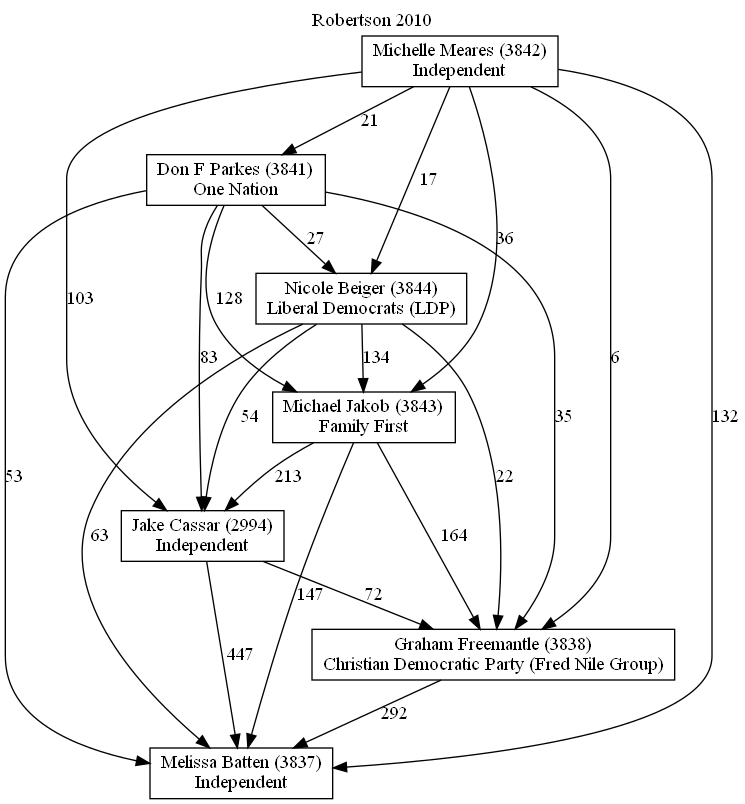 Robertson 2010
Michelle Meares (3842)
Independent
21
Don F Parkes (3841)
One Nation
17
27
36
Nicole Beiger (3844)
Liberal Democrats (LDP)
103
128
83
134
6
Michael Jakob (3843)
Family First
54
35
132
53
213
22
Jake Cassar (2994)
Independent
63
164
147
72
447
Graham Freemantle (3838)
Christian Democratic Party (Fred Nile Group)
292
Melissa Batten (3837)
Independent